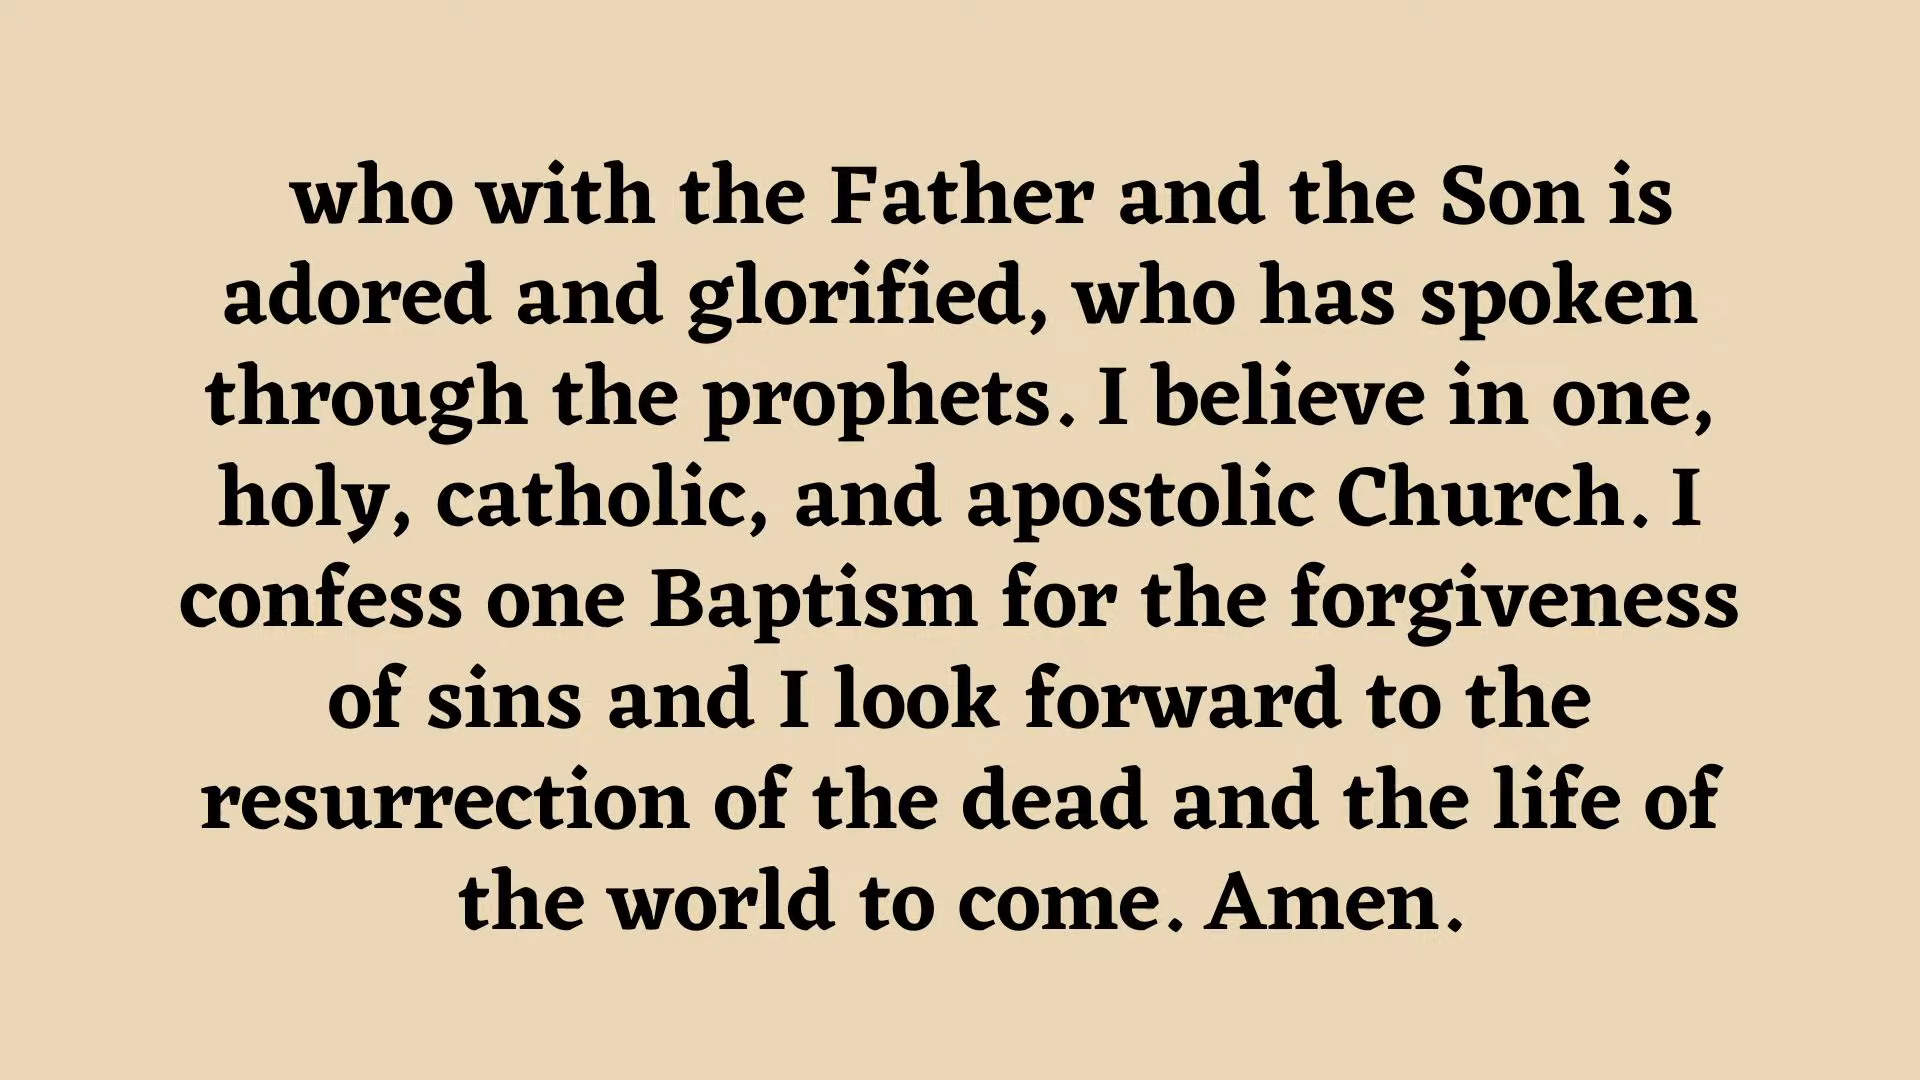 who with the Father and the Son is
adored and glorified, who has spoken
through the prophets. I believe in one,
holy, catholic, and apostolic Church. I
confess one Baptism for the forgiveness
of sins and I look forward to the
resurrection of the dead and the life of
the world to come. Amen.